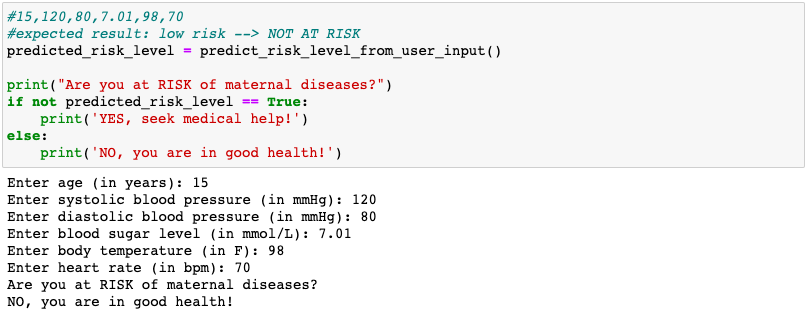 #15,120,80,7.01,98,70
#expected result: low risk --> NOT AT RISK
predicted_risk_level = predict_risk_level_from_user_input()
print("Are you at RISK of maternal diseases?")
if not predicted_risk_level == True:
    print('YES, seek medical help!')
else:
    print('NO, you are in good health!')
Enter age (in years): 15
Enter systolic blood pressure (in mmHg): 120
Enter diastolic blood pressure (in mmHg): 80
Enter blood sugar level (in mmol/L): 7.01
Enter body temperature (in F): 98
Enter heart rate (in bpm): 70
Are you at RISK of maternal diseases?
NO, you are in good health!